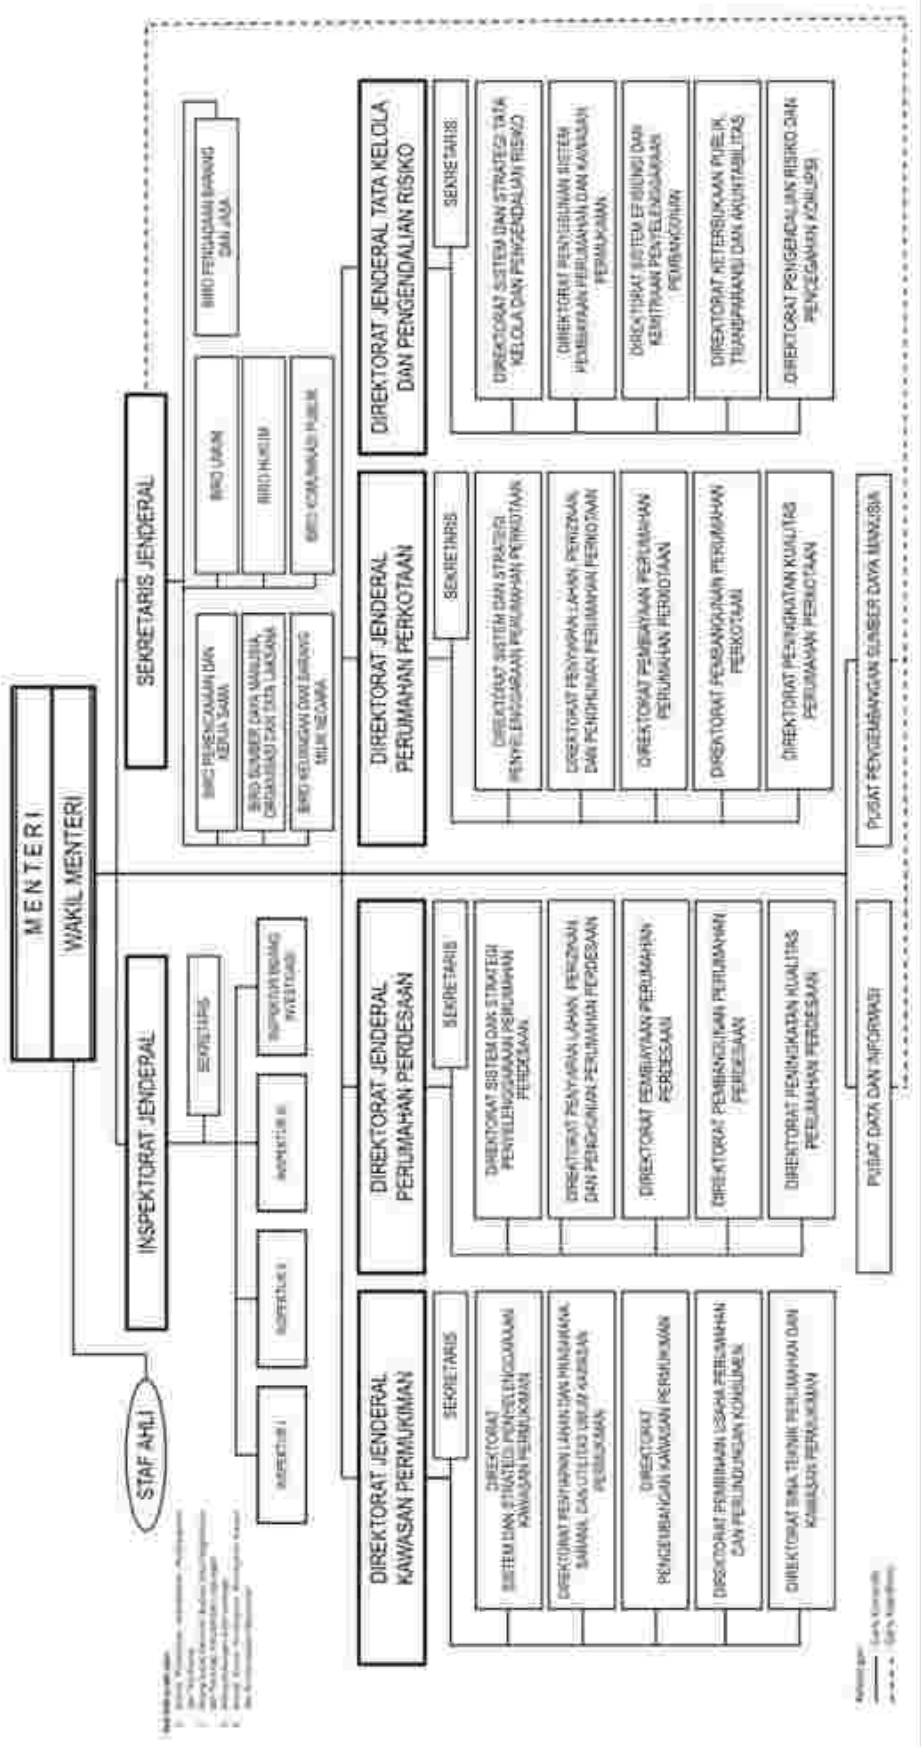 MENTERI
WAKIL MENTERI
STAF AHLI
INSPEKTORAT JENDERAL
SEKRETARIS
INSPEKTUR I
INSPEKTUR II
INSPEKTUR III
INSPEKTUR BIDANG
INVESTIGASI
SEKRETARIS JENDERAL
BIRO PERENCANAAN DAN
KERJA SAMA
BIRO SUMBER DAYA MANUSIA,
ORGANISASI DAN TATA LAKSANA
BIRO KEUANGAN DAN BARANG
MILIK NEGARA
BIRO UMUM
BIRO HUKUM
BIRO KOMUNIKASI PUBLIK
BIRO PENGADAAN BARANG
DAN JASA
DIREKTORAT JENDERAL
KAWASAN PERMUKIMAN
SEKRETARIS
DIREKTORAT
SISTEM DAN STRATEGI PENYELENGGARAAN
KAWASAN PERMUKIMAN
DIREKTORAT PENYIAPAN LAHAN DAN PRASARANA,
SARANA, DAN UTILITAS UMUM KAWASAN
PERMUKIMAN
DIREKTORAT
PENGEMBANGAN KAWASAN PERMUKIMAN
DIREKTORAT PEMBINAAN USAHA PERUMAHAN
DAN PERLINDUNGAN KONSUMEN
DIREKTORAT BINA TEKNIK PERUMAHAN DAN
KAWASAN PERMUKIMAN
DIREKTORAT JENDERAL
PERUMAHAN PERDESAAN
SEKRETARIS
DIREKTORAT SISTEM DAN STRATEGI
PENYELENGGARAAN PERUMAHAN
PERDESAAN
DIREKTORAT PENYIAPAN LAHAN, PERIZINAN,
DAN PENGHUNIAN PERUMAHAN PERDESAAN
DIREKTORAT PEMBIAYAAN PERUMAHAN
PERDESAAN
DIREKTORAT PEMBANGUNAN PERUMAHAN
PERDESAAN
DIREKTORAT PENINGKATAN KUALITAS
PERUMAHAN PERDESAAN
DIREKTORAT JENDERAL
PERUMAHAN PERKOTAAN
SEKRETARIS
DIREKTORAT SISTEM DAN STRATEGI
PENYELENGGARAAN PERUMAHAN PERKOTAAN
DIREKTORAT PENYIAPAN LAHAN, PERIZINAN,
DAN PENGHUNIAN PERUMAHAN PERKOTAAN
DIREKTORAT PEMBIAYAAN PERUMAHAN
PERUMAHAN PERKOTAAN
DIREKTORAT PEMBANGUNAN PERUMAHAN
PERKOTAAN
DIREKTORAT PENINGKATAN KUALITAS
PERUMAHAN PERKOTAAN
DIREKTORAT JENDERAL TATA KELOLA
DAN PENGENDALIAN RISIKO
SEKRETARIS
DIREKTORAT SISTEM DAN STRATEGI TATA
KELOLA DAN PENGENDALIAN RISIKO
DIREKTORAT PENYUSUNAN SISTEM
PEMBIAYAAN PERUMAHAN DAN KAWASAN
PERMUKIMAN
DIREKTORAT SISTEM EFISIENSI DAN
KEMITRAAN PENYELENGGARAAN
PEMBANGUNAN
DIREKTORAT KETERBUKAAN PUBLIK,
TRANSPARANSI DAN AKUNTABILITAS
DIREKTORAT PENGENDALIAN RISIKO DAN
PENCEGAHAN KORUPSI
PUSAT DATA DAN INFORMASI
PUSAT PENGEMBANGAN SUMBER DAYA MANUSIA